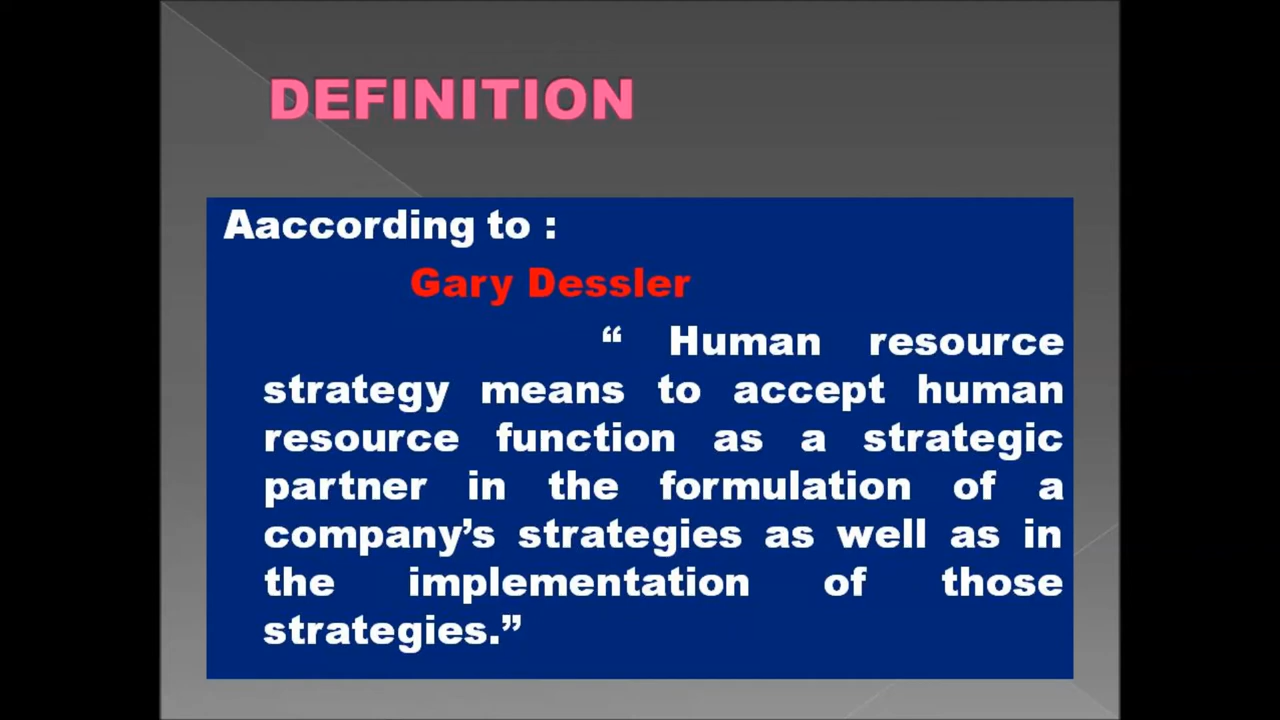 DEFINITION
Aaccording to :
Gary Dessler
“ Human resource
strategy means to accept human
resource function as a strategic
partner in the formulation of a
company’s strategies as well as in
the implementation of those
strategies.”